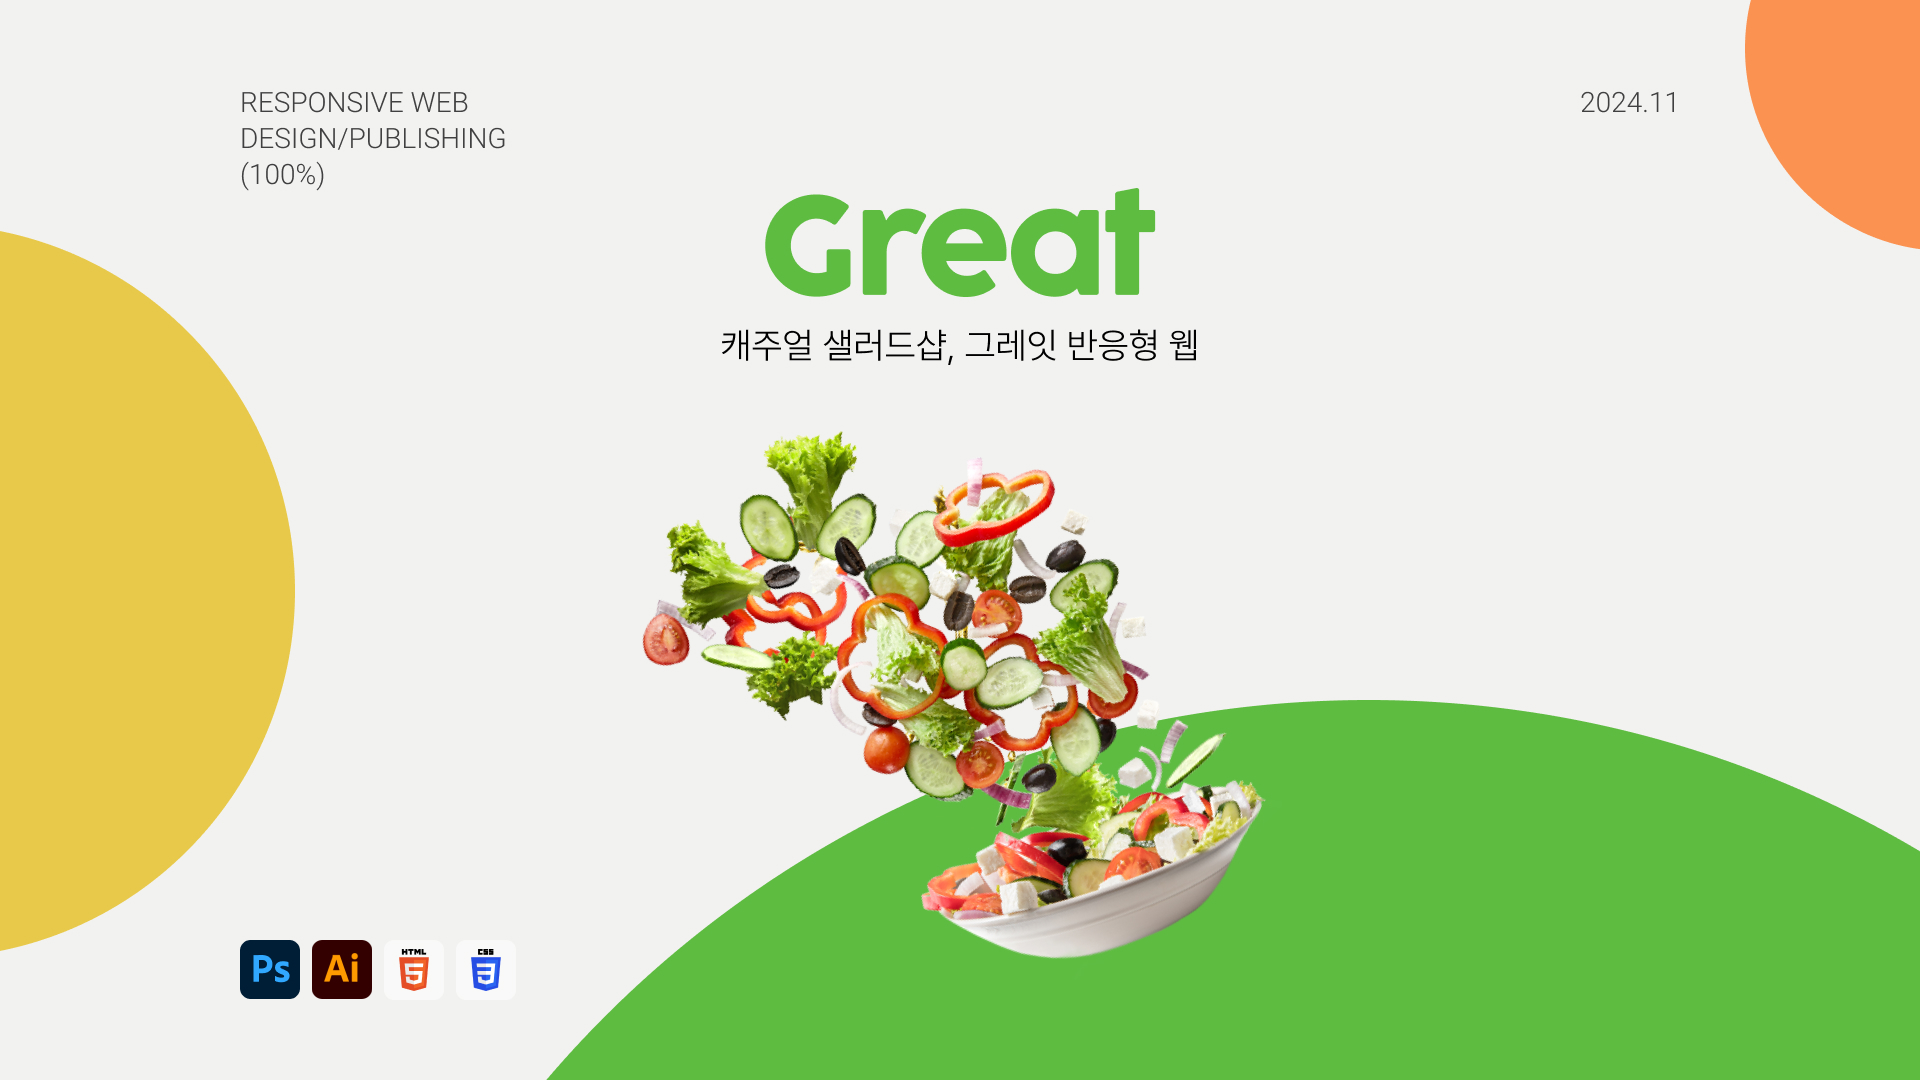 RESPONSIVE WEB
DESIGN/PUBLISHING
(100%)
2024.11
Great
캐주얼 샐러드샵, 그레잇 반응형 웹
Ps
Ai
HTML
5
CSS
3